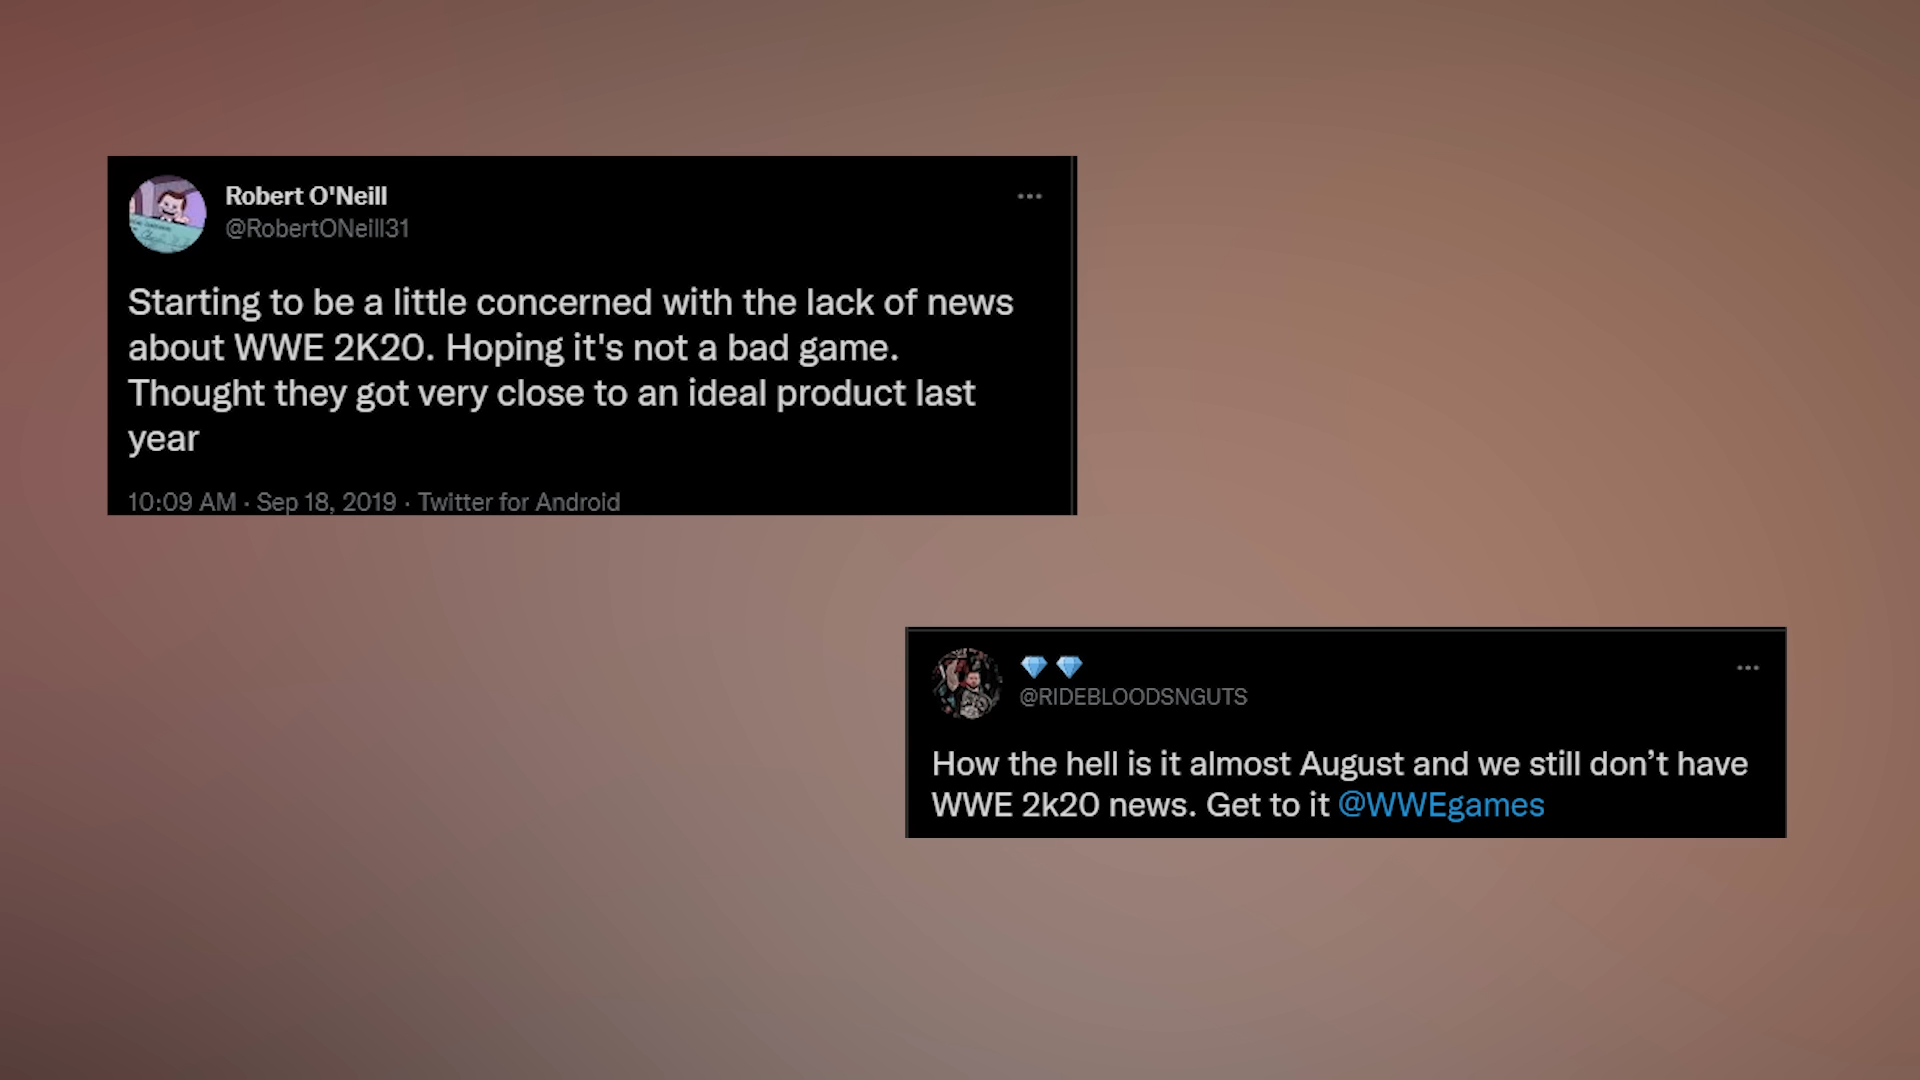 Robert O'Neill
@RobertONeill31
Starting to be a little concerned with the lack of news
about WWE 2K20. Hoping it's not a bad game.
Thought they got very close to an ideal product last
year
10:09 AM · Sep 18, 2019 · Twitter for Android
💎 💎
@RIDEBLOODSNGUTS
How the hell is it almost August and we still don’t have
WWE 2k20 news. Get to it @WWEgames